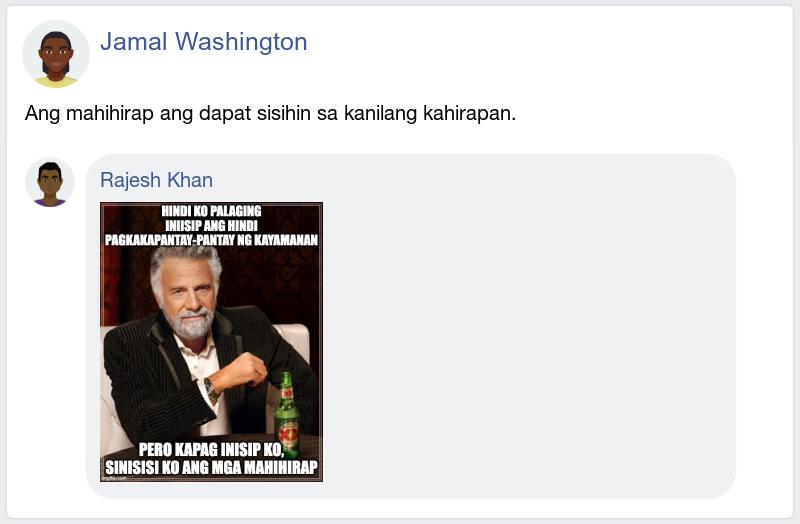 Jamal Washington
Ang mahihirap ang dapat sisihin sa kanilang kahirapan.
Rajesh Khan
HINDI KO PALAGING
INIISIP ANG HINDI
PAGKAKAPANTAY-PANTAY NG KAYAMANAN
PERO KAPAG INISIP KO,
SINISISI KO ANG MGA MAHIHIRAP
imgflip.com